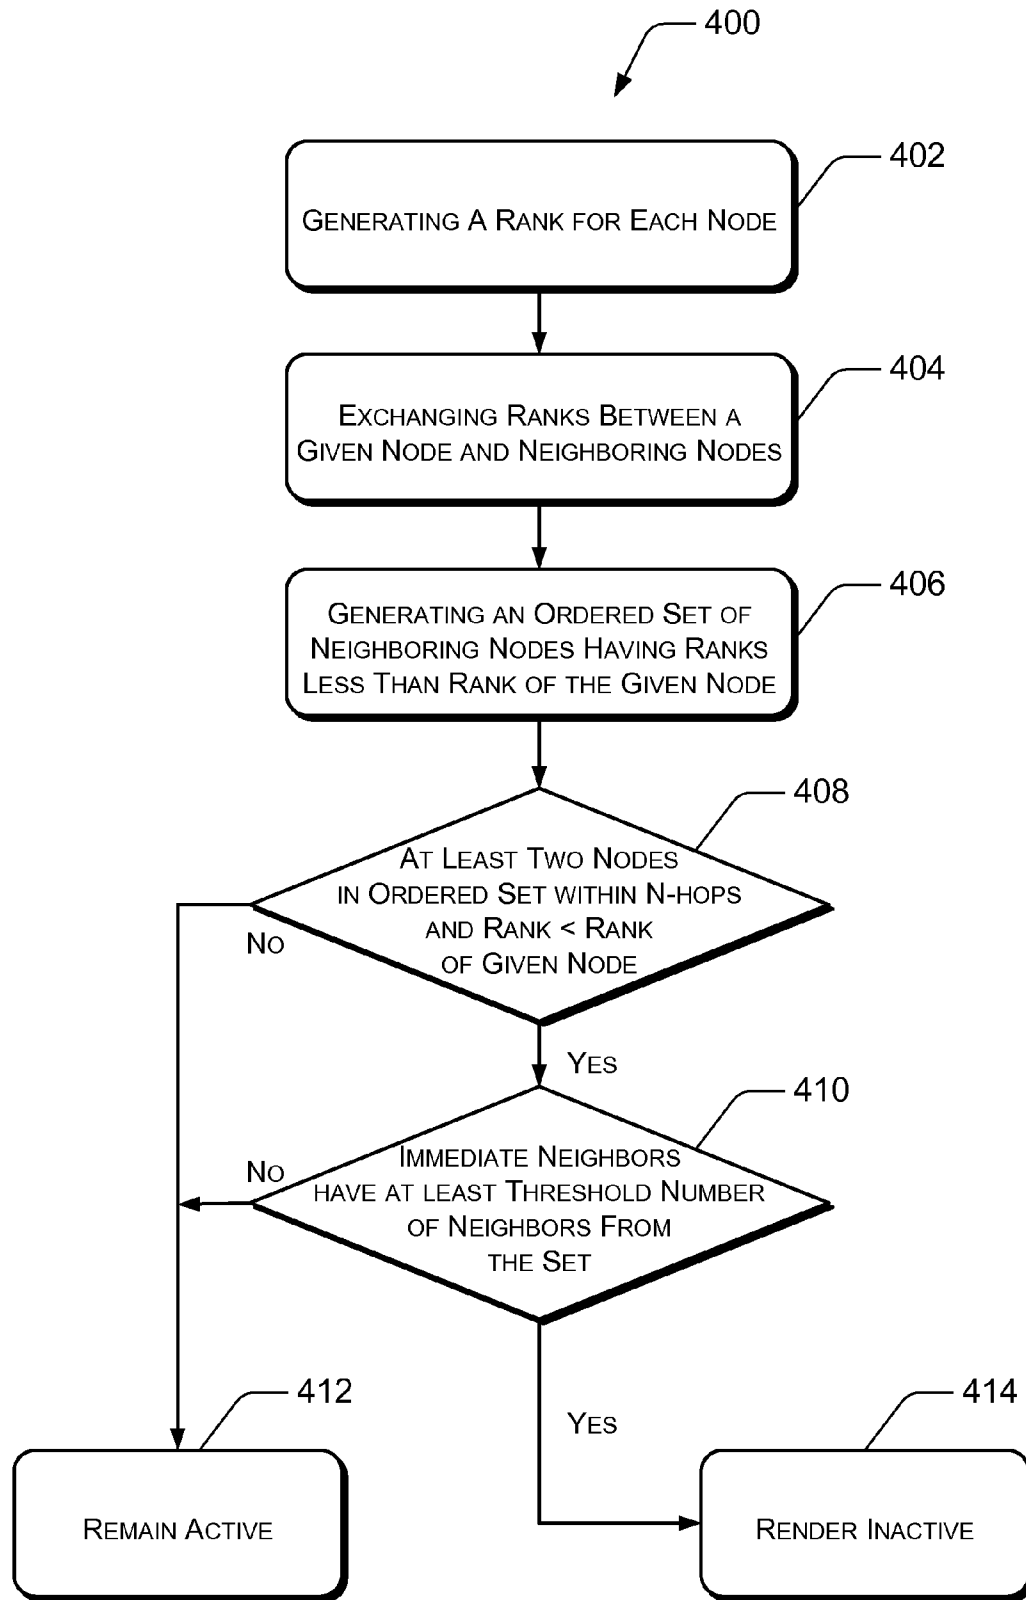 400
402
GENERATING A RANK FOR EACH NODE
404
EXCHANGING RANKS BETWEEN A
GIVEN NODE AND NEIGHBORING NODES
406
GENERATING AN ORDERED SET OF
NEIGHBORING NODES HAVING RANKS
LESS THAN RANK OF THE GIVEN NODE
408
AT LEAST TWO NODES
IN ORDERED SET WITHIN N-HOPS
AND RANK < RANK
OF GIVEN NODE
NO
YES
410
IMMEDIATE NEIGHBORS
HAVE AT LEAST THRESHOLD NUMBER
OF NEIGHBORS FROM
THE SET
NO
YES
412
REMAIN ACTIVE
414
RENDER INACTIVE